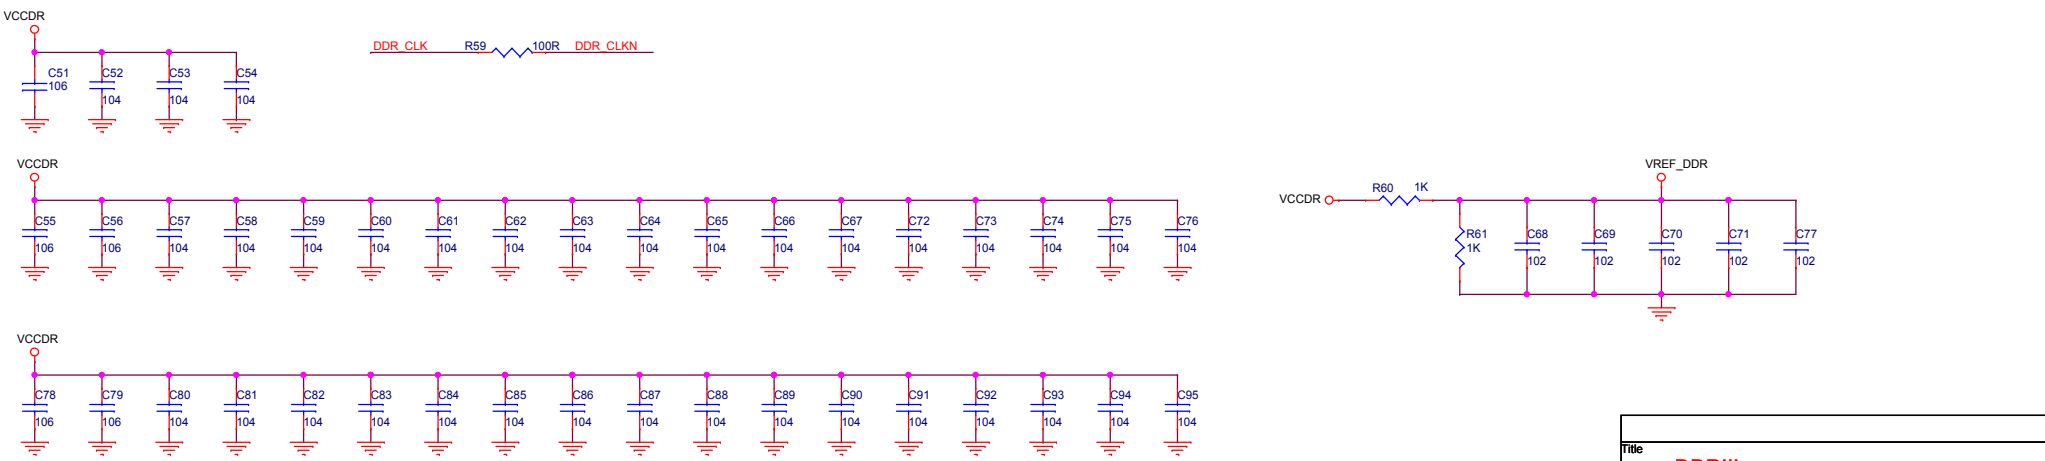 VCCDR
C51 C52 C53 C54
106 104 104 104
DDR_CLK R59 100R DDR_CLKN
VCCDR
C55 C56 C57 C58 C59 C60 C61 C62 C63 C64 C65 C66 C67 C72 C73 C74 C75 C76
106 106 104 104 104 104 104 104 104 104 104 104 104 104 104 104 104 104
VREF_DDR
VCCDR R60 1K
R61 C68 C69 C70 C71 C77
1K 102 102 102 102 102
VCCDR
C78 C79 C80 C81 C82 C83 C84 C85 C86 C87 C88 C89 C90 C91 C92 C93 C94 C95
106 106 104 104 104 104 104 104 104 104 104 104 104 104 104 104 104 104
Title